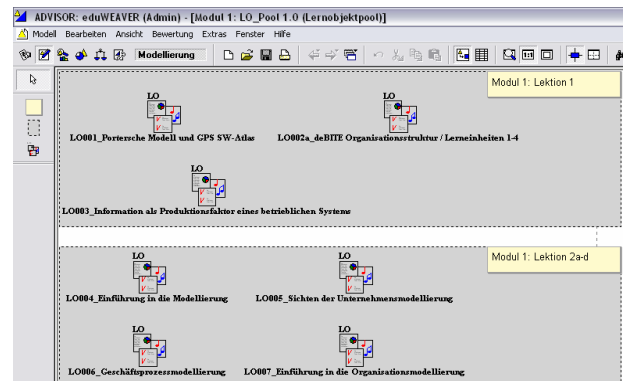 ADVISOR: eduWEAVER (Admin) - [Modul 1: LO_Pool 1.0 (Lernobjektpool)]
Modell Bearbeiten Ansicht Bewertung Extras Fenster Hilfe
Modellierung
Modul 1: Lektion 1
LO LO
LO001_Portersche Modell und GPS SW-Atlas LO002a_deBITE Organisationsstruktur / Lerneinheiten 1-4
LO
LO003_Information als Produktionsfaktor eines betrieblichen Systems
Modul 1: Lektion 2a-d
LO LO
LO004_Einführung in die Modellierung LO005_Sichten der Unternehmensmodellierung
LO LO
LO006_Geschäftsprozessmodellierung LO007_Einführung in die Organisationsmodellierung